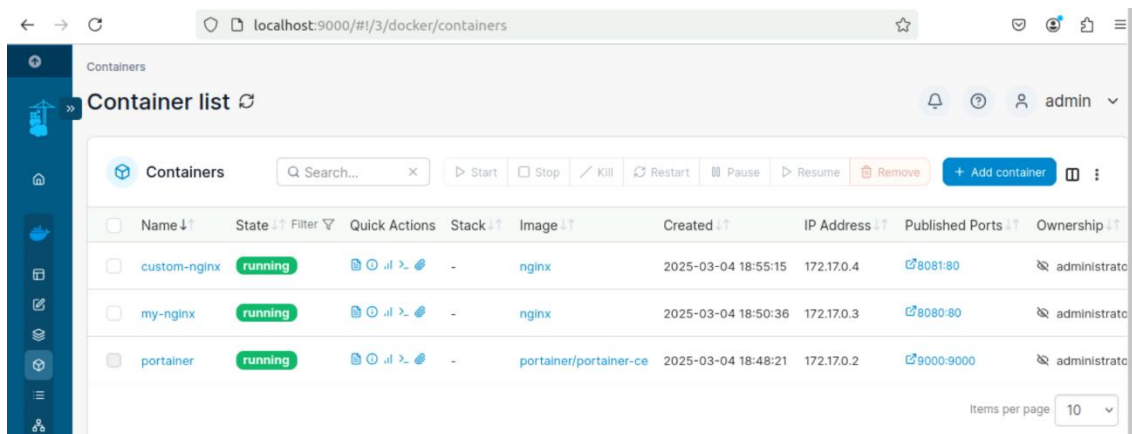 localhost:9000/#!/3/docker/containers
Containers
Container list
admin
Containers
Search...
Start
Stop
Kill
Restart
Pause
Resume
Remove
+ Add container
Name State Filter Quick Actions Stack Image Created IP Address Published Ports Ownership
custom-nginx running - nginx 2025-03-04 18:55:15 172.17.0.4 8081:80 administrato
my-nginx running - nginx 2025-03-04 18:50:36 172.17.0.3 8080:80 administrato
portainer running - portainer/portainer-ce 2025-03-04 18:48:21 172.17.0.2 9000:9000 administrato
Items per page 10